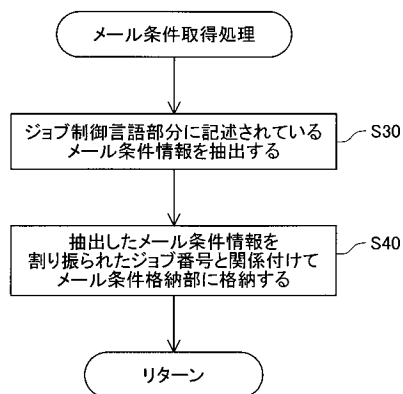 メール条件取得処理
ジョブ制御言語部分に記述されている
メール条件情報を抽出する
S30
抽出したメール条件情報を
割り振られたジョブ番号と関係付けて
メール条件格納部に格納する
S40
リターン